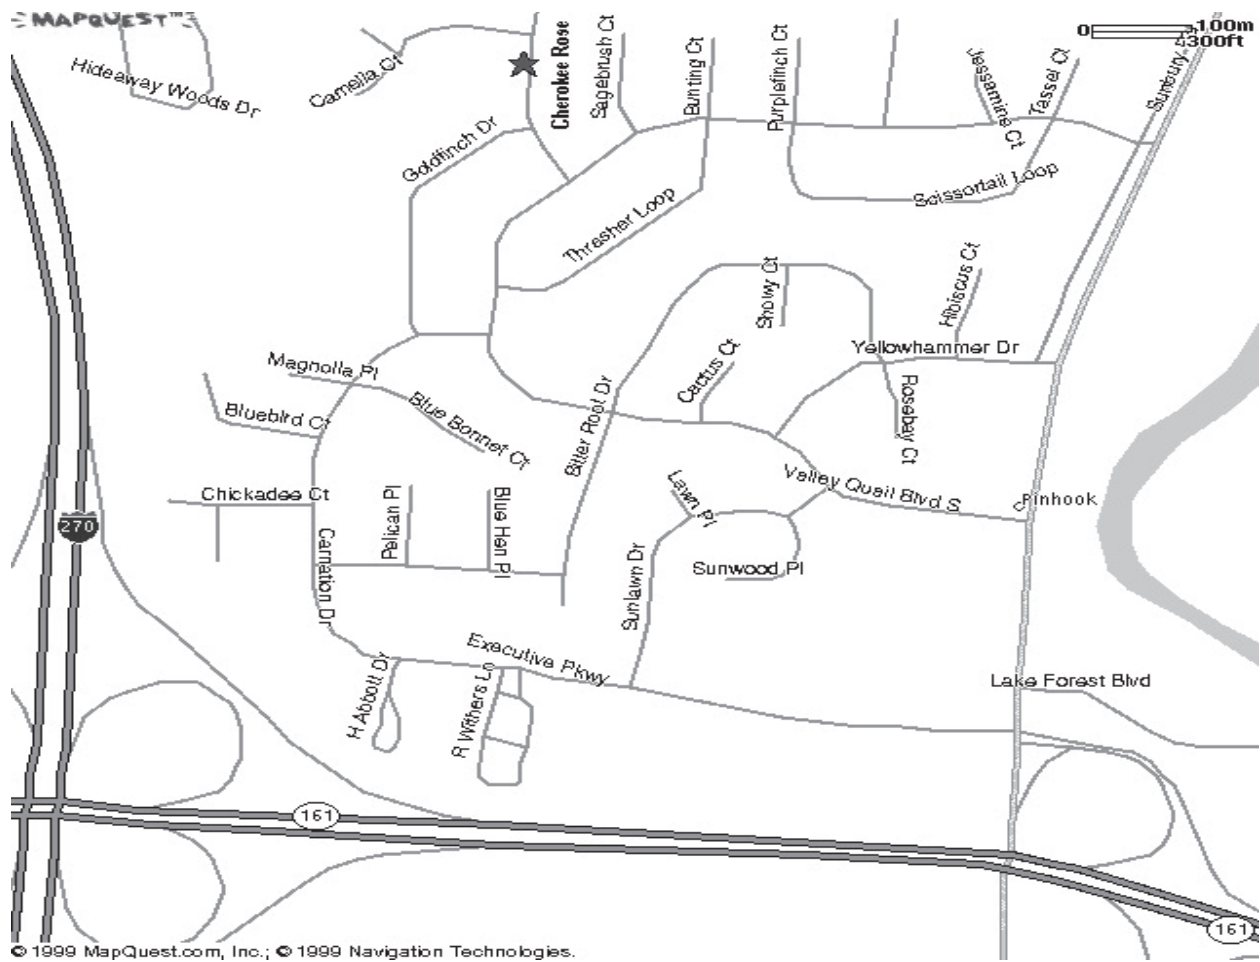 MAPQUEST™
0 100m
300ft
Hideaway Woods Dr
Camella Ct
Cherokee Rose
Sagebrush Ct
Bunting Ct
Purplefinch Ct
Jessamine Ct
Tassel Ct
Sunbury
Goldfinch Dr
Thrasher Loop
Scissortail Loop
Showy Ct
Hibiscus Ct
Yellowhammer Dr
Magnolia Pl
Cactus Ct
Rosebay Ct
Bluebird Ct
Blue Bonnet Ct
Bitter Root Dr
Valley Quail Blvd S
Pinhook
Chickadee Ct
Pelican Pl
Blue Hen Pl
Lawn Pl
270
Carnation Dr
Sunlawn Dr
Sunwood Pl
Executive Pkwy
H Abbott Dr
R Withers Ln
Lake Forest Blvd
161
161
© 1999 MapQuest.com, Inc.; © 1999 Navigation Technologies.